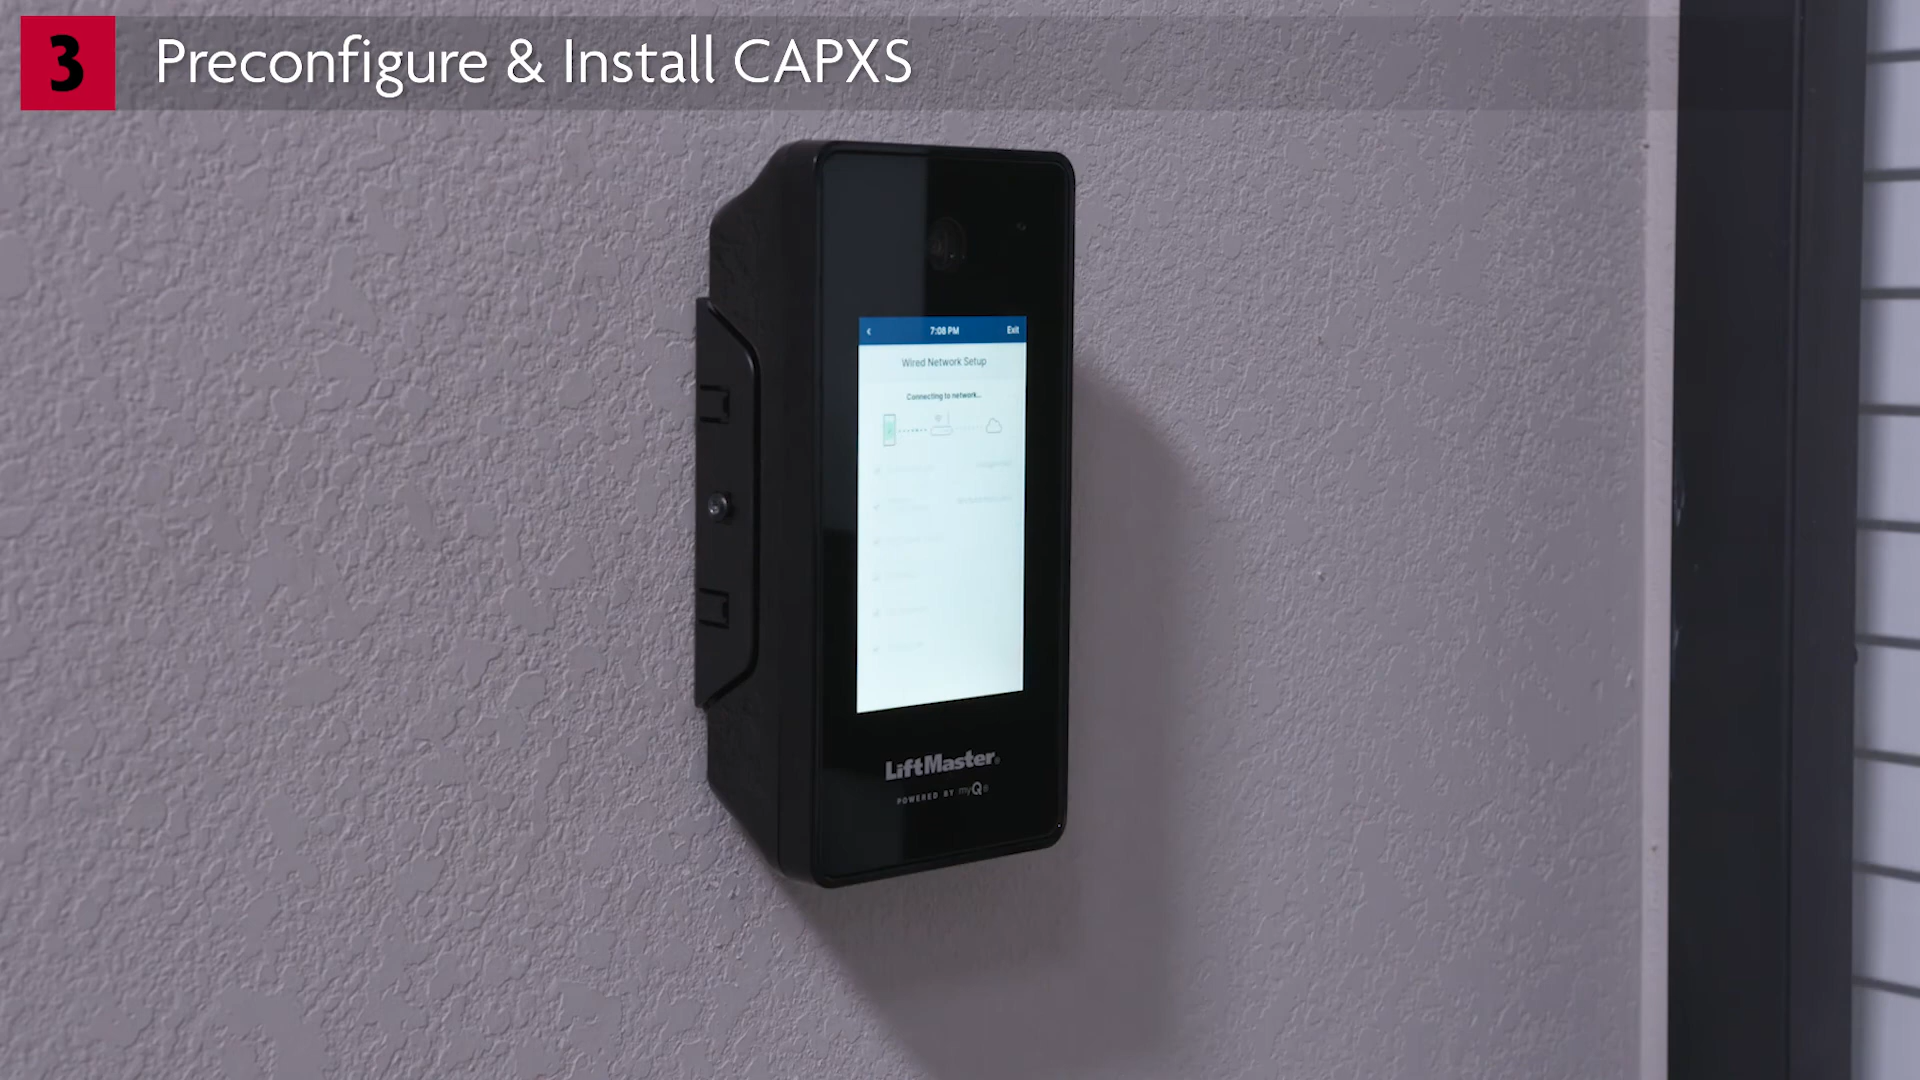 3 Preconfigure & Install CAPXS
7:08 PM Exit
Wired Network Setup
Connecting to network...
LiftMaster®
POWERED BY myQ®